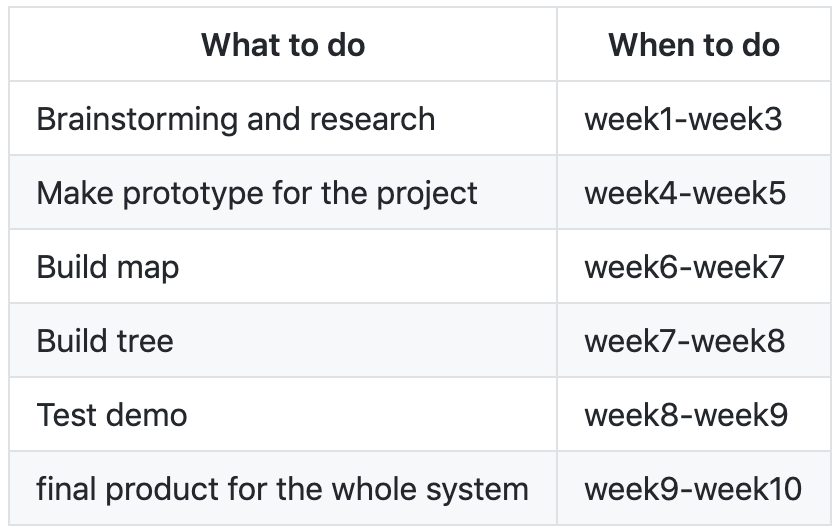 What to do When to do
Brainstorming and research week1-week3
Make prototype for the project week4-week5
Build map week6-week7
Build tree week7-week8
Test demo week8-week9
final product for the whole system week9-week10